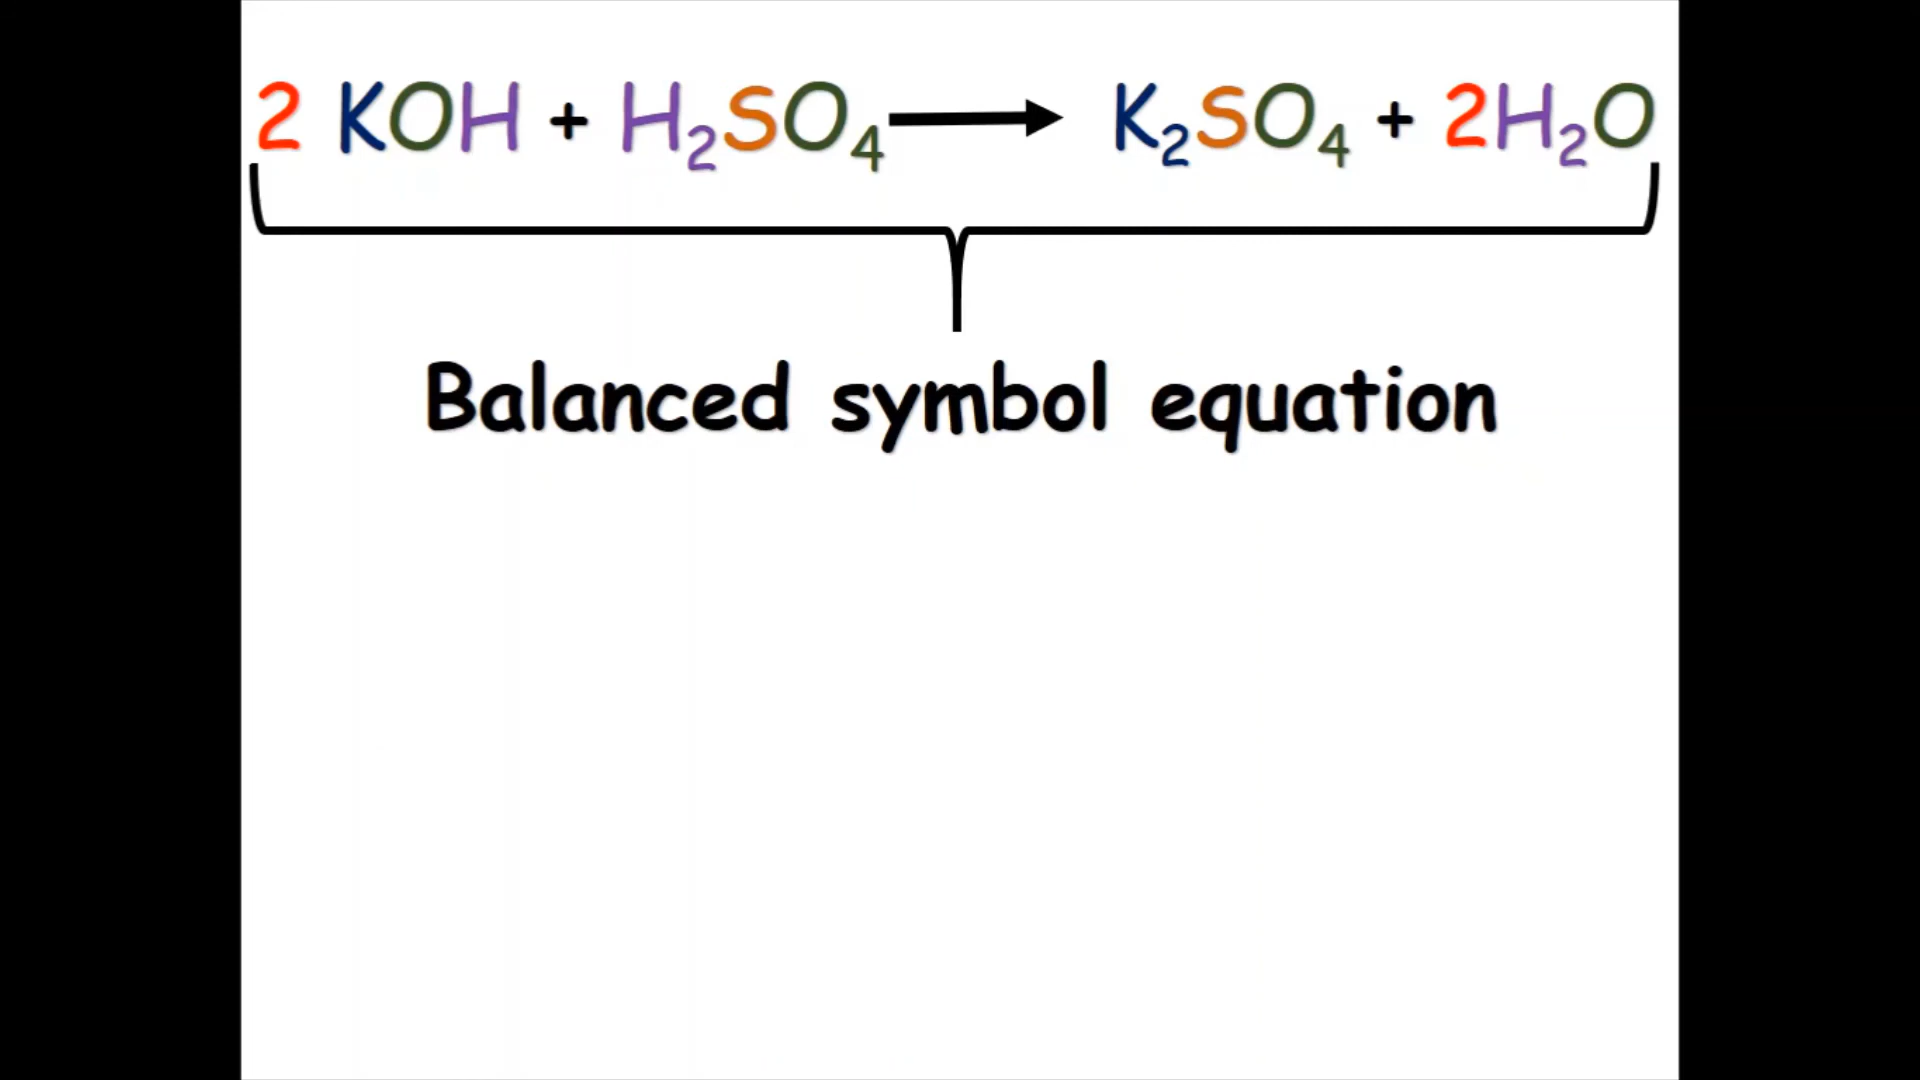 2 KOH + H₂SO₄ ⟶ K₂SO₄ + 2H₂O
Balanced symbol equation